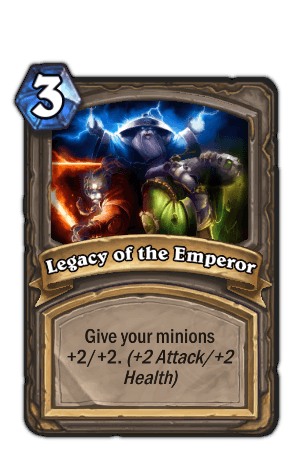 3
Legacy of the Emperor
Give your minions
+2/+2. (+2 Attack/+2
Health)